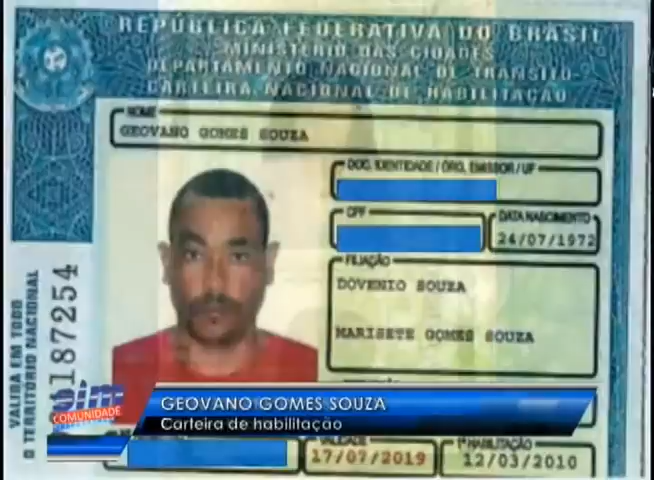 REPÚBLICA FEDERATIVA DO BRASIL
MINISTÉRIO DAS CIDADES
DEPARTAMENTO NACIONAL DE TRÂNSITO
CARTEIRA NACIONAL DE HABILITAÇÃO
NOME
GEOVANO GOMES SOUZA
DOC. IDENTIDADE / ÓRG. EMISSOR / UF
CPF
DATA NASCIMENTO
24/07/1972
FILIAÇÃO
DOVENIO SOUZA
MARISETE GOMES SOUZA
VALIDA EM TODO
O TERRITÓRIO NACIONAL
187254
sim
COMUNIDADE
GEOVANO GOMES SOUZA
Carteira de habilitação
VALIDADE
17/07/2019
1ª HABILITAÇÃO
12/03/2010